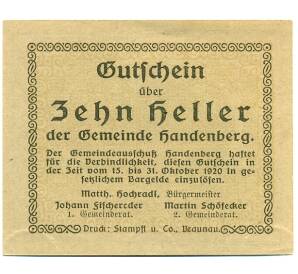 Gutschein
über
Zehn Heller
der Gemeinde Handenberg.
Der Gemeindeausschuß Handenberg haftet
für die Verbindlichkeit, diesen Gutschein in
der Zeit vom 15. bis 31. Oktober 1920 in ge-
setzlichem Bargelde einzulösen.
Matth. Hochradl, Bürgermeister
Johann Fischereder Martin Schöfecker
1. Gemeinderat. 2. Gemeinderat.
Druck: Stampfl u. Co., Braunau.